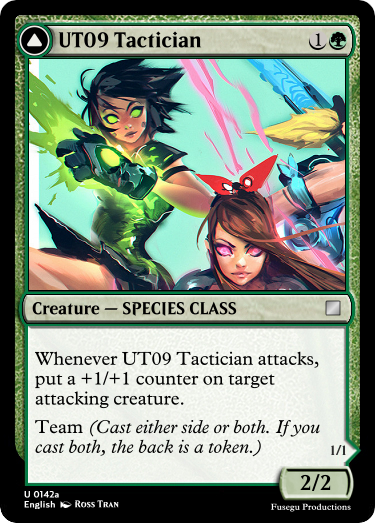 UT09 Tactician 1
Creature — SPECIES CLASS
Whenever UT09 Tactician attacks,
put a +1/+1 counter on target
attacking creature.
Team (Cast either side or both. If you
cast both, the back is a token.)
1/1
2/2
U 0142a
English ROSS TRAN
Fusegu Productions